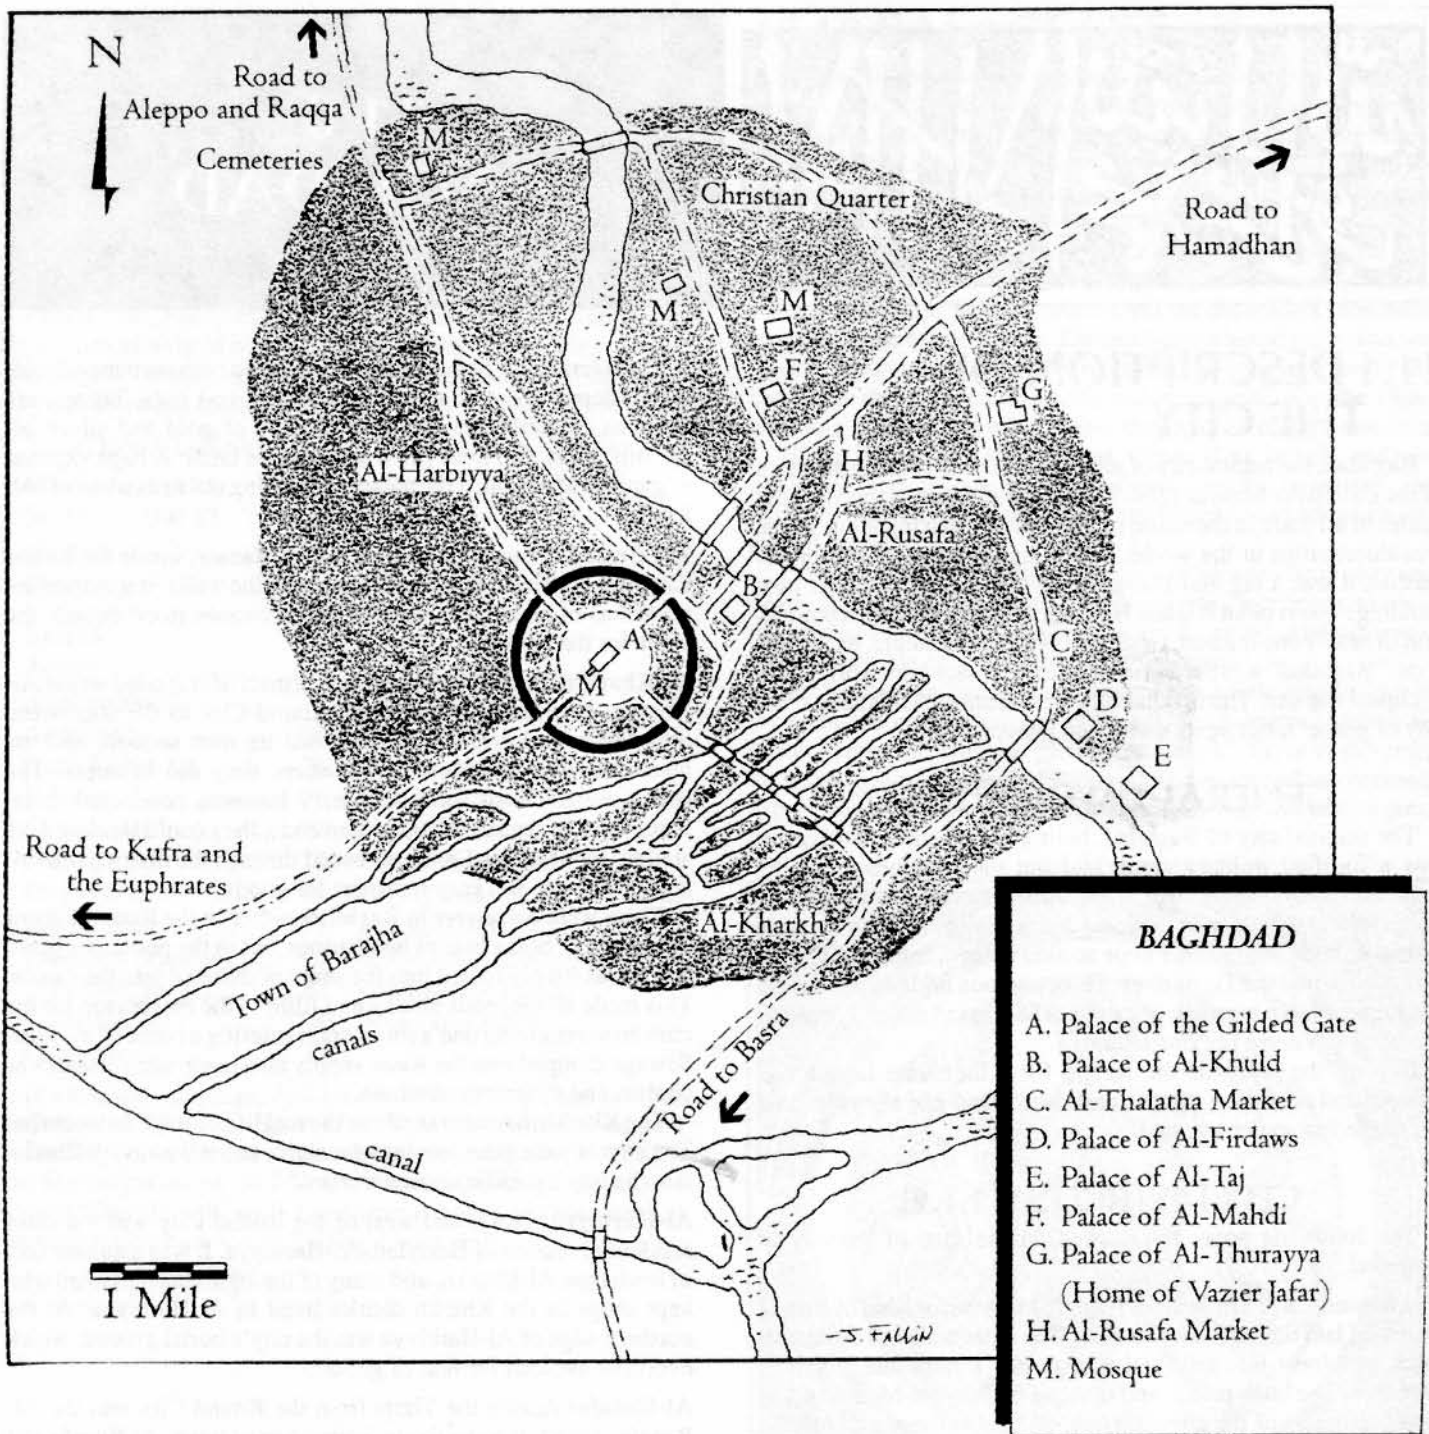 N
Road to
Aleppo and Raqqa
Cemeteries
M
Christian Quarter
Road to
Hamadhan
M
M
F
G
Al-Harbiyya
H
Al-Rusafa
B
A
M
C
D
E
Road to Kufra and
the Euphrates
Al-Kharkh
Town of Barajha
canals
Road to Basra
canal
1 Mile
J. FALLIN
BAGHDAD
A. Palace of the Gilded Gate
B. Palace of Al-Khuld
C. Al-Thalatha Market
D. Palace of Al-Firdaws
E. Palace of Al-Taj
F. Palace of Al-Mahdi
G. Palace of Al-Thurayya
(Home of Vazier Jafar)
H. Al-Rusafa Market
M. Mosque